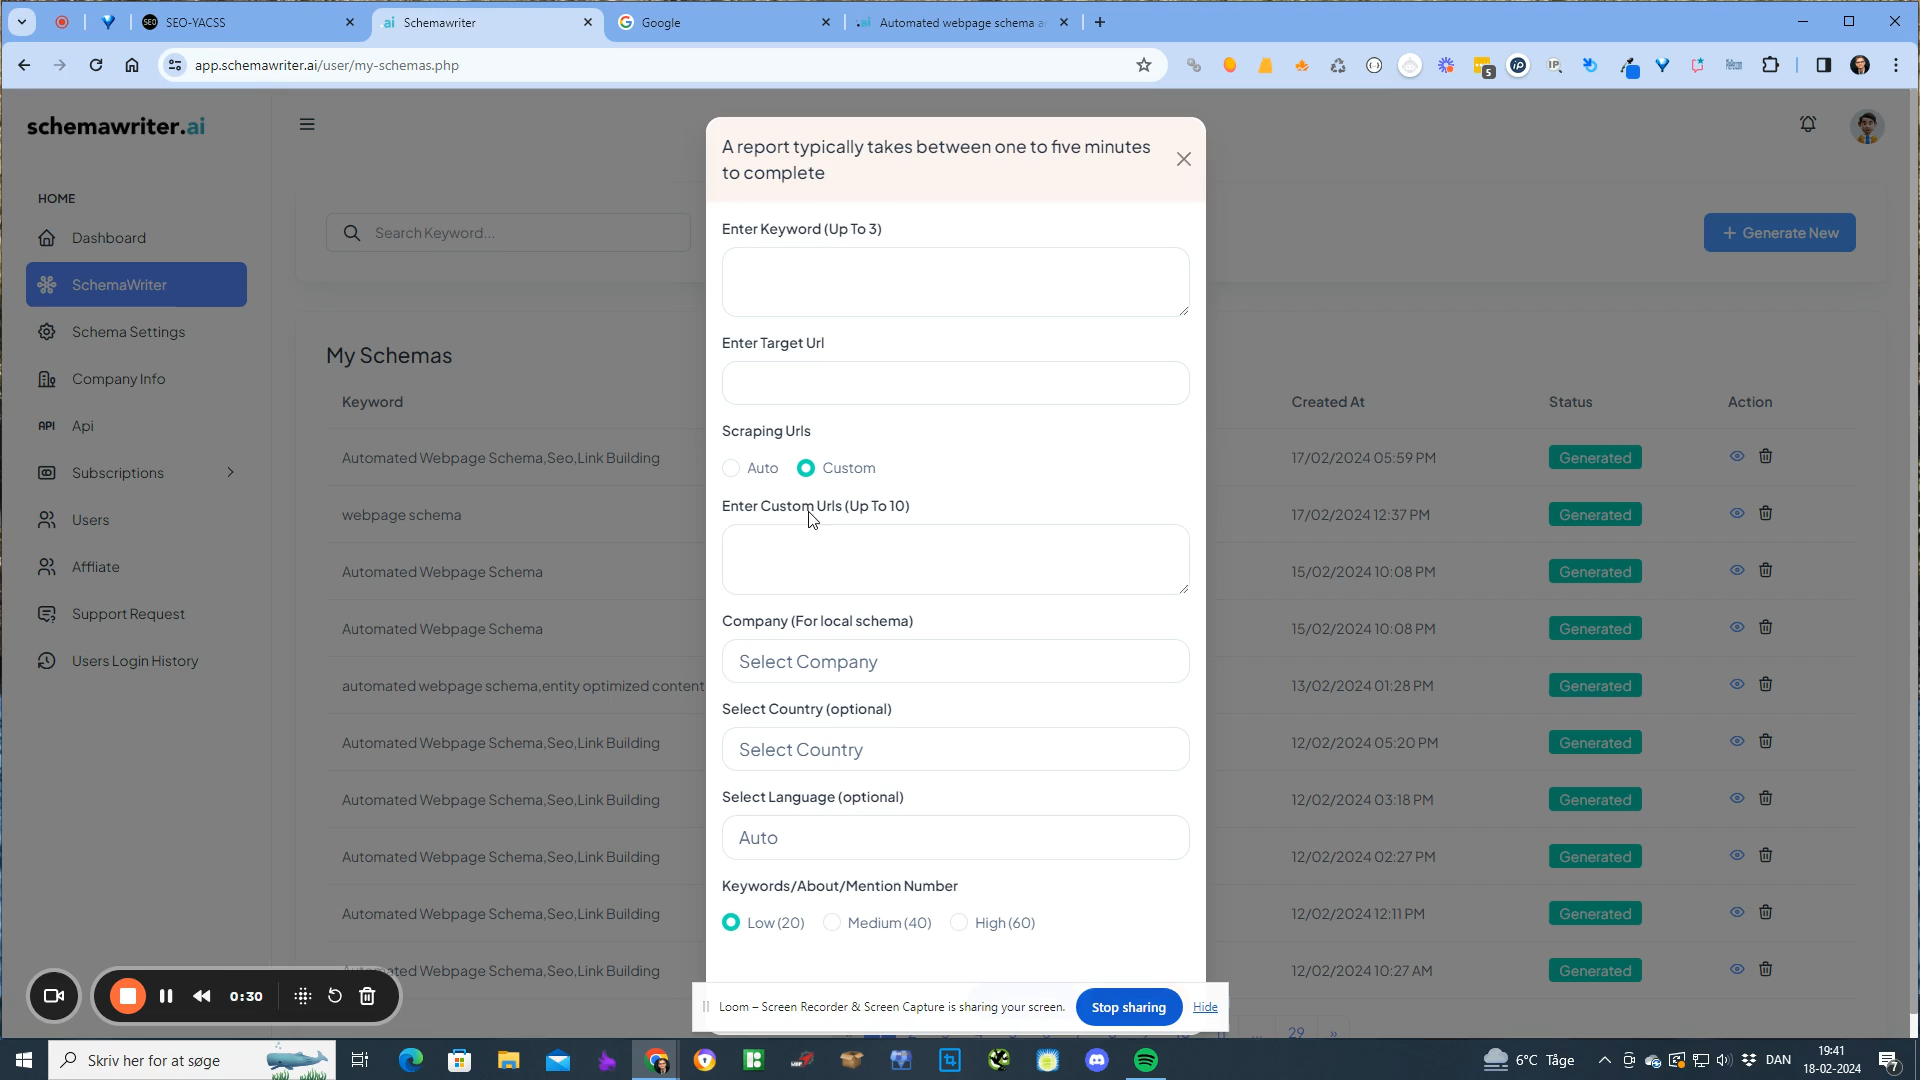 SEO-YACSS
Schemawriter
Google
Automated webpage schema a
app.schemawriter.ai/user/my-schemas.php
schemawriter.ai
HOME
Dashboard
SchemaWriter
Schema Settings
Company Info
API Api
Subscriptions
Users
Affliate
Support Request
Users Login History
Search Keyword...
+ Generate New
My Schemas
Keyword
Created At
Status
Action
Automated Webpage Schema,Seo,Link Building
17/02/2024 05:59 PM
Generated
webpage schema
17/02/2024 12:37 PM
Generated
Automated Webpage Schema
15/02/2024 10:08 PM
Generated
Automated Webpage Schema
15/02/2024 10:08 PM
Generated
automated webpage schema,entity optimized content
13/02/2024 01:28 PM
Generated
Automated Webpage Schema,Seo,Link Building
12/02/2024 05:20 PM
Generated
Automated Webpage Schema,Seo,Link Building
12/02/2024 03:18 PM
Generated
Automated Webpage Schema,Seo,Link Building
12/02/2024 02:27 PM
Generated
Automated Webpage Schema,Seo,Link Building
12/02/2024 12:11 PM
Generated
Automated Webpage Schema,Seo,Link Building
12/02/2024 10:27 AM
Generated
29 »
A report typically takes between one to five minutes
to complete
Enter Keyword (Up To 3)
Enter Target Url
Scraping Urls
Auto
Custom
Enter Custom Urls (Up To 10)
Company (For local schema)
Select Company
Select Country (optional)
Select Country
Select Language (optional)
Auto
Keywords/About/Mention Number
Low (20)
Medium (40)
High (60)
0:30
Loom – Screen Recorder & Screen Capture is sharing your screen.
Stop sharing
Hide
Skriv her for at søge
6°C Tåge
DAN
19:41
18-02-2024
7